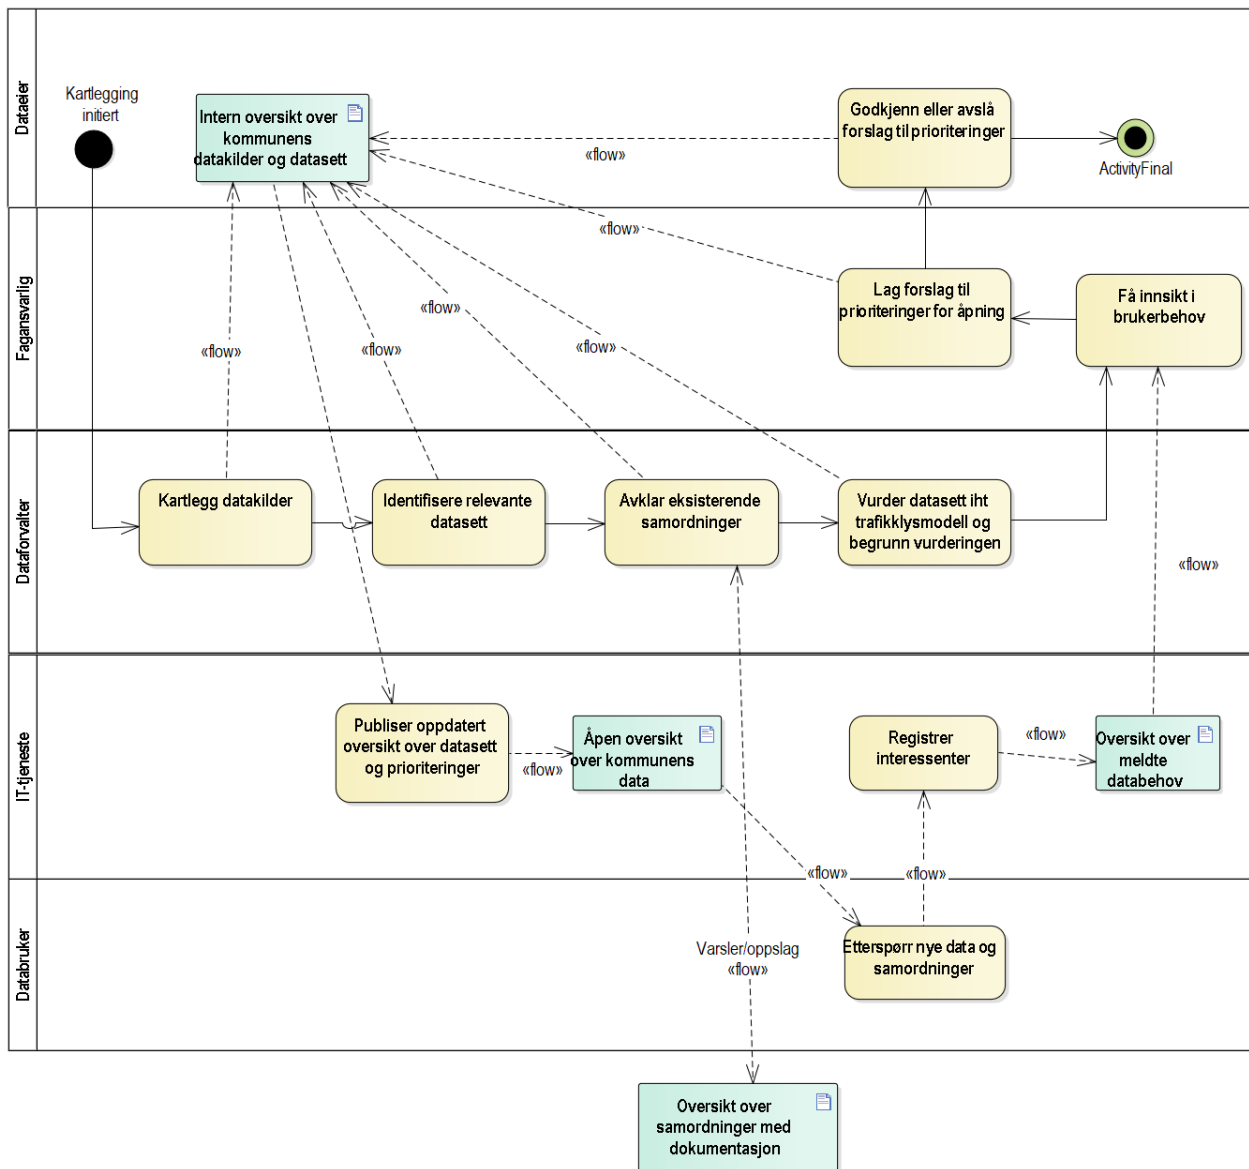 Dataeier
Kartlegging
initiert
Intern oversikt over
kommunens
datakilder og datasett
Godkjenn eller avslå
forslag til prioriteringer
«flow»
ActivityFinal
Fagansvarlig
«flow»
Lag forslag til
prioriteringer for åpning
Få innsikt i
brukerbehov
«flow»
«flow»
«flow»
«flow»
Dataforvalter
Kartlegg datakilder
Identifisere relevante
datasett
Avklar eksisterende
samordninger
Vurder datasett iht
trafikklysmodell og
begrunn vurderingen
«flow»
IT-tjeneste
Publiser oppdatert
oversikt over datasett
og prioriteringer
«flow»
Åpen oversikt
over kommunens
data
Registrer
interessenter
«flow»
Oversikt over
meldte
databehov
«flow»
«flow»
Databruker
Varsler/oppslag
«flow»
Etterspørr nye data og
samordninger
Oversikt over
samordninger med
dokumentasjon